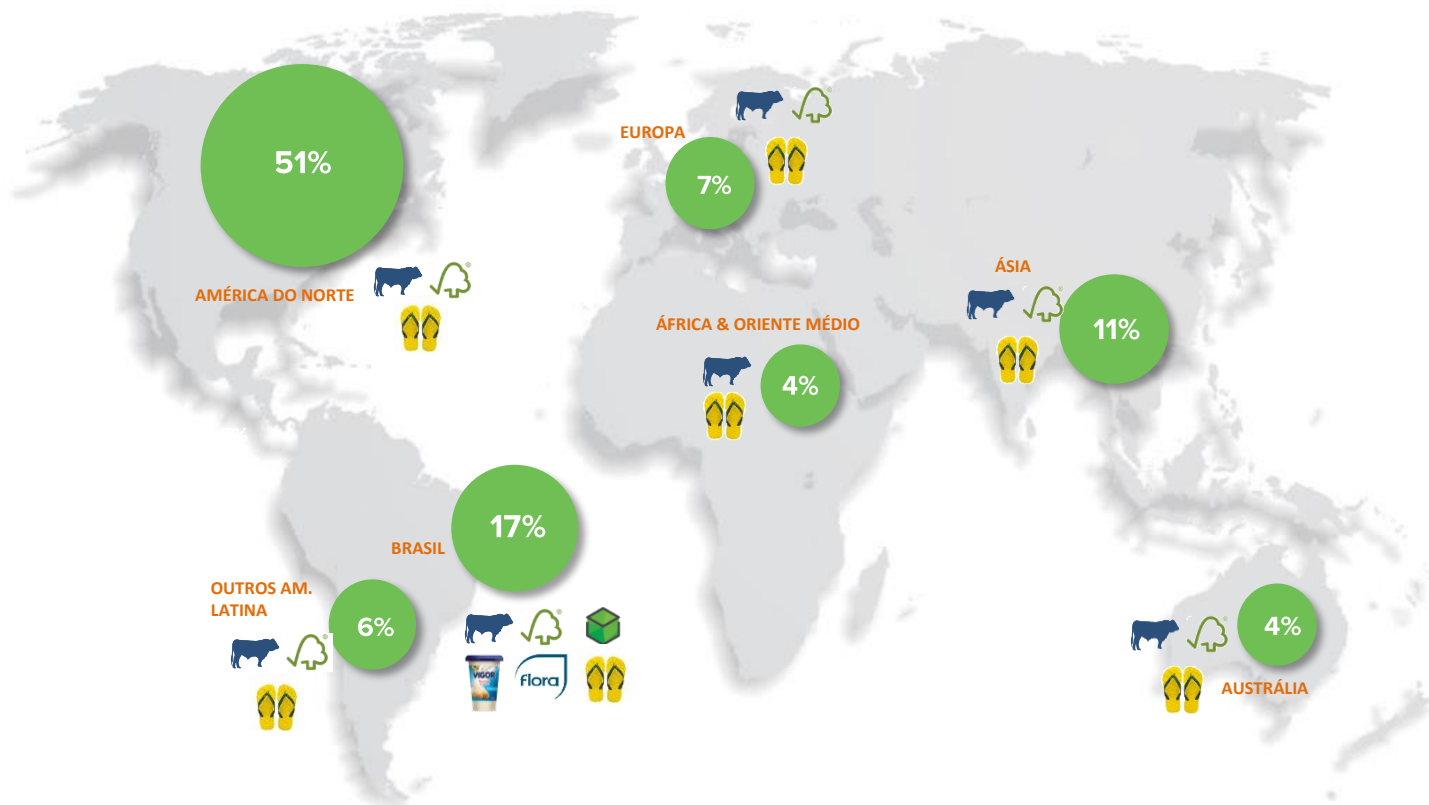 51%
AMÉRICA DO NORTE
EUROPA
7%
ÁSIA
11%
ÁFRICA & ORIENTE MÉDIO
4%
17%
BRASIL
OUTROS AM.
LATINA
6%
VIGOR
flora
4%
AUSTRÁLIA